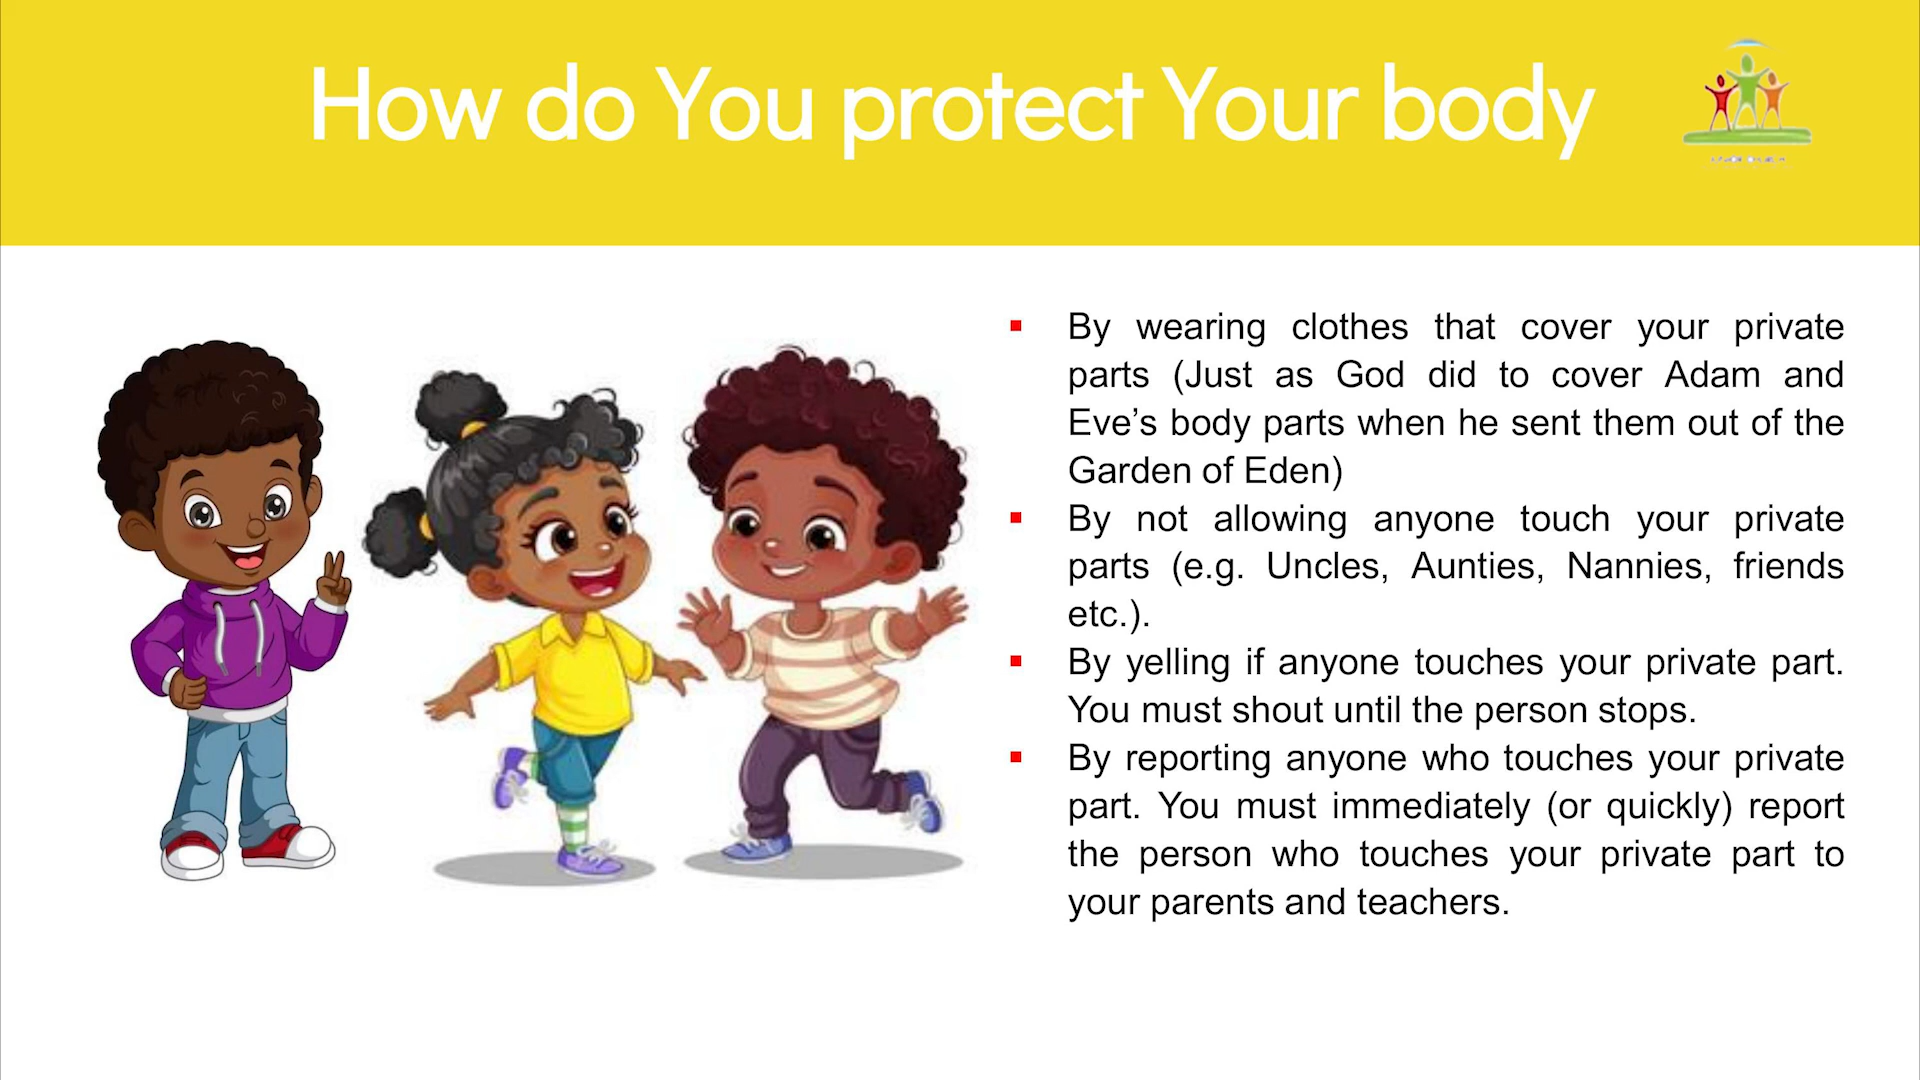 How do You protect Your body
▪ By wearing clothes that cover your private
parts (Just as God did to cover Adam and
Eve’s body parts when he sent them out of the
Garden of Eden)
▪ By not allowing anyone touch your private
parts (e.g. Uncles, Aunties, Nannies, friends
etc.).
▪ By yelling if anyone touches your private part.
You must shout until the person stops.
▪ By reporting anyone who touches your private
part. You must immediately (or quickly) report
the person who touches your private part to
your parents and teachers.